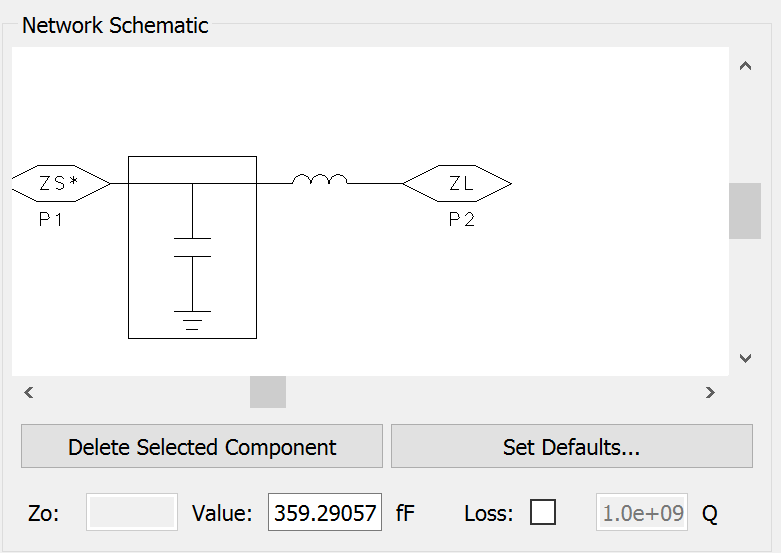 Network Schematic
ZS* ZL
P1 P2
Delete Selected Component Set Defaults...
Zo: Value: 359.29057 fF Loss: 1.0e+09 Q